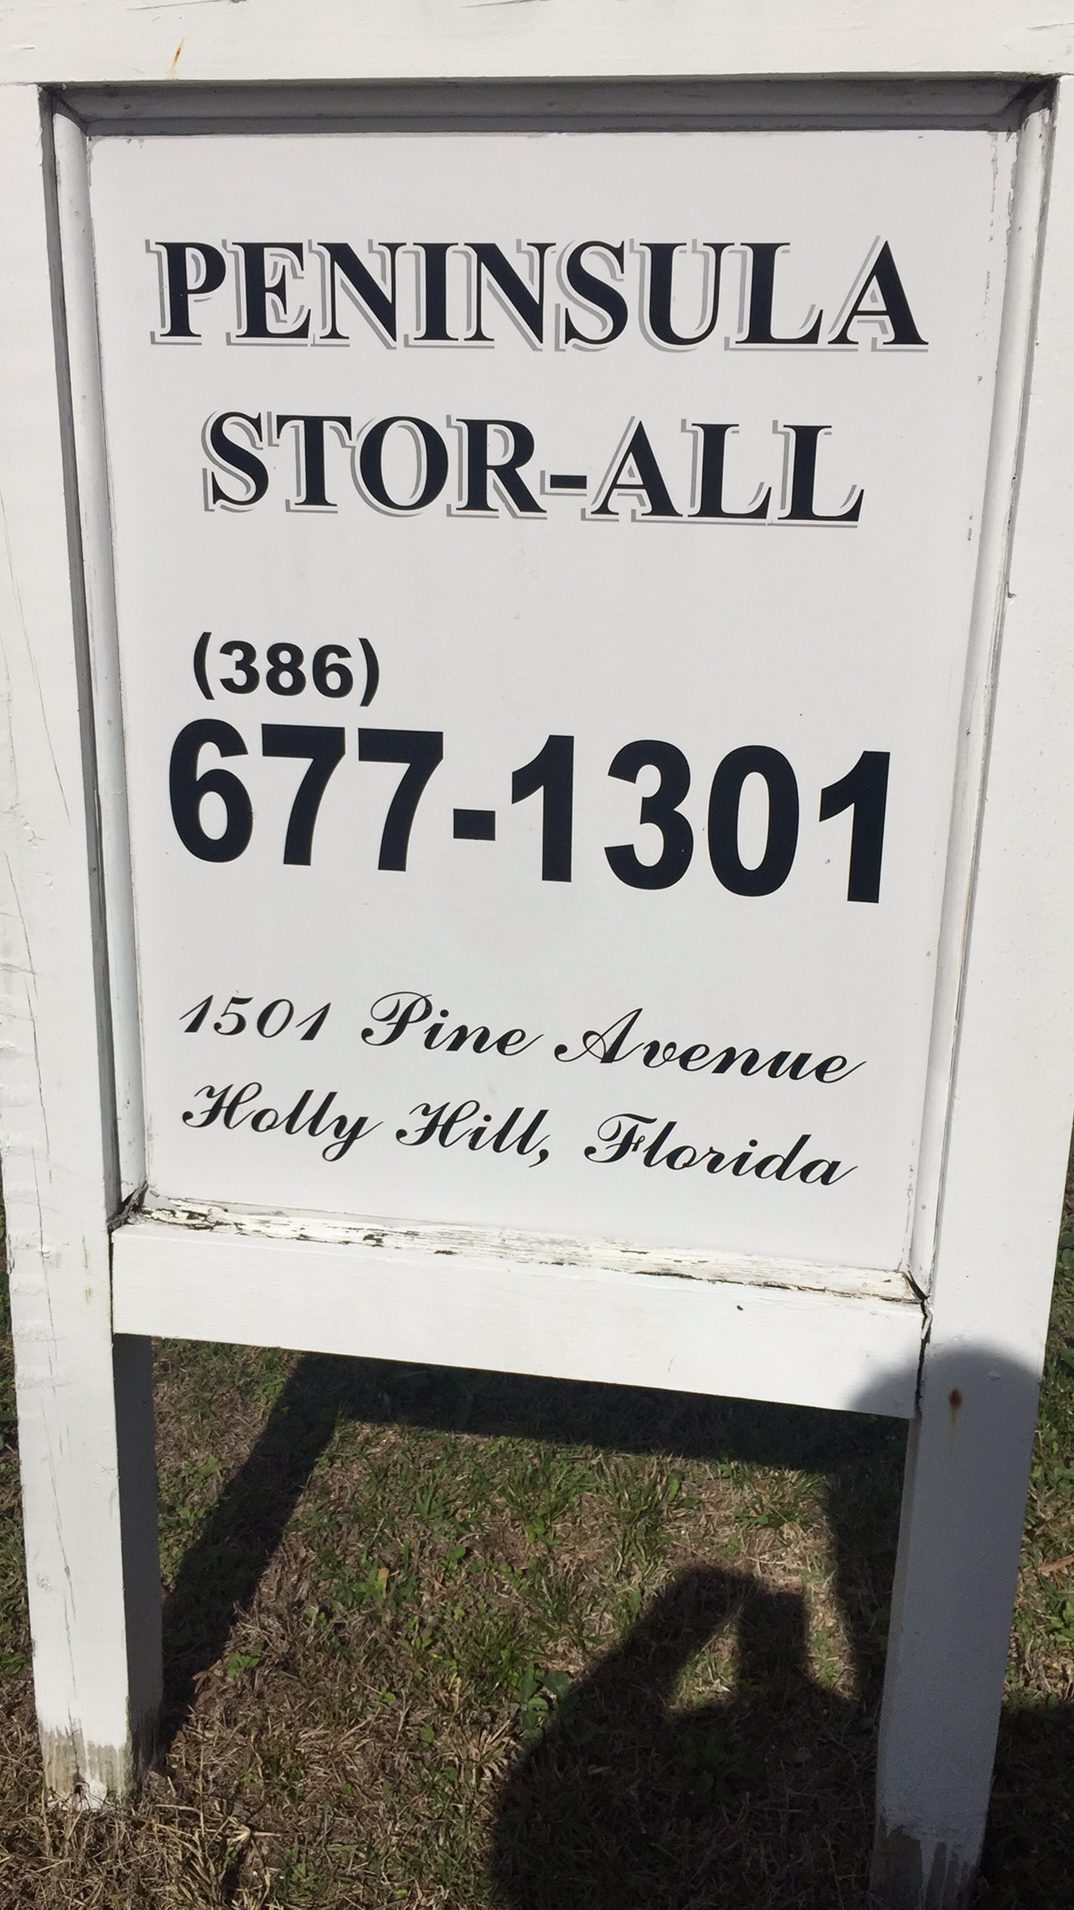 PENINSULA
STOR-ALL
(386)
677-1301
1501 Pine Avenue
Holly Hill, Florida